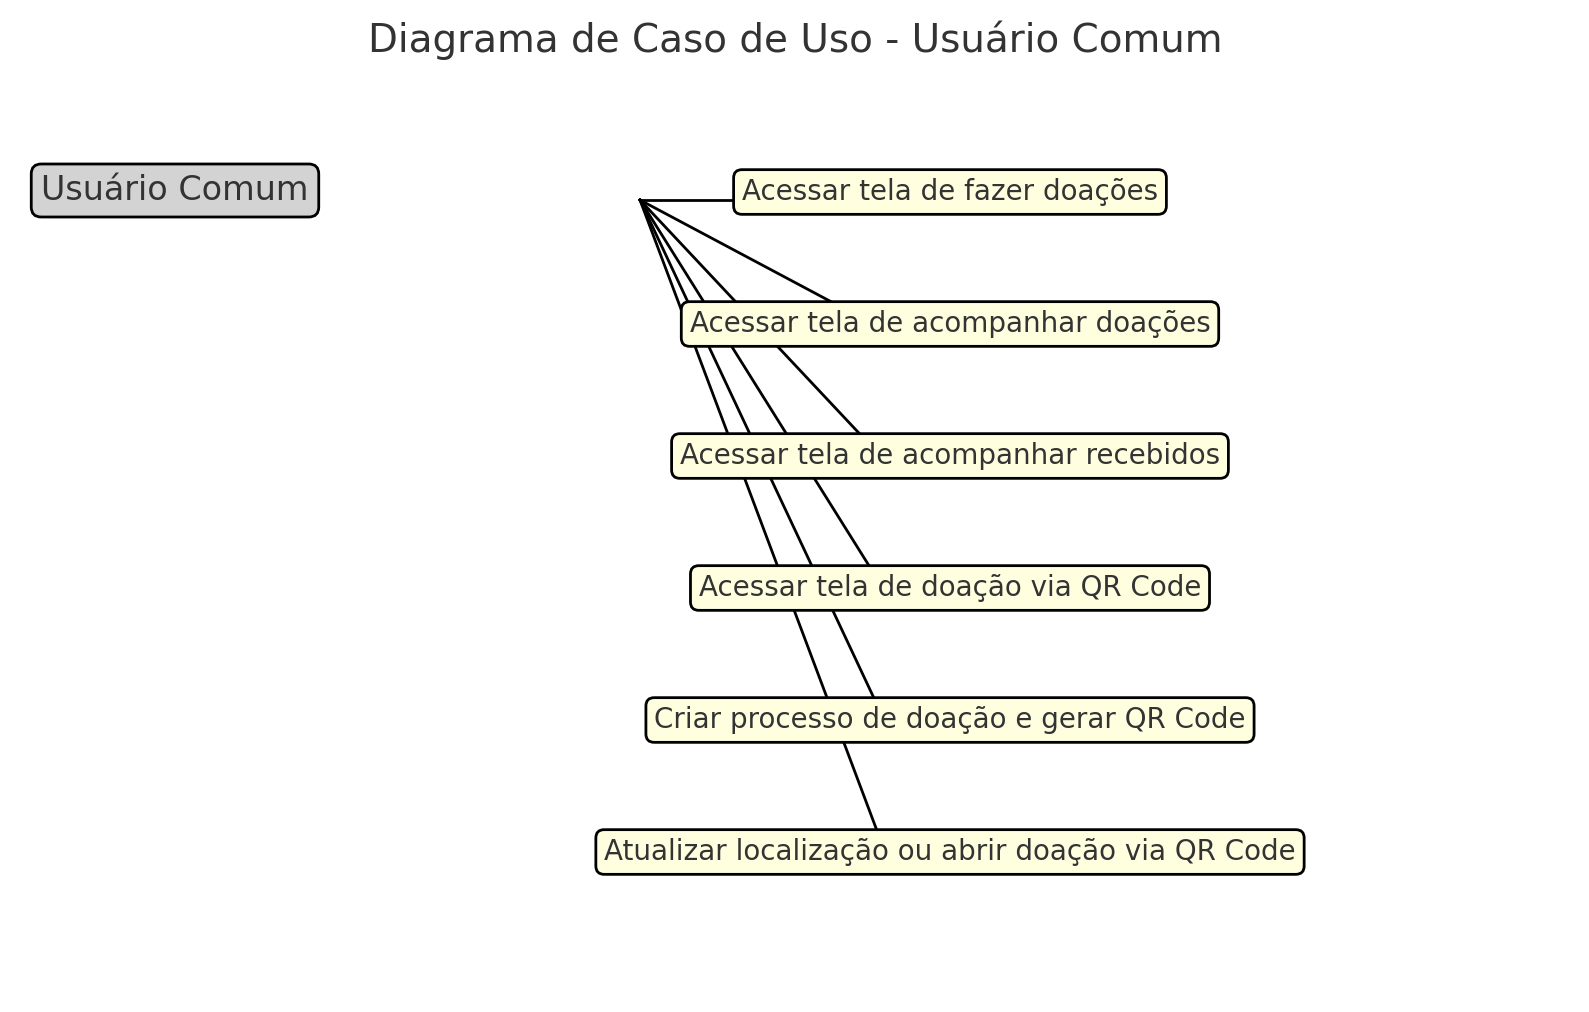 Diagrama de Caso de Uso - Usuário Comum
Usuário Comum
Acessar tela de fazer doações
Acessar tela de acompanhar doações
Acessar tela de acompanhar recebidos
Acessar tela de doação via QR Code
Criar processo de doação e gerar QR Code
Atualizar localização ou abrir doação via QR Code